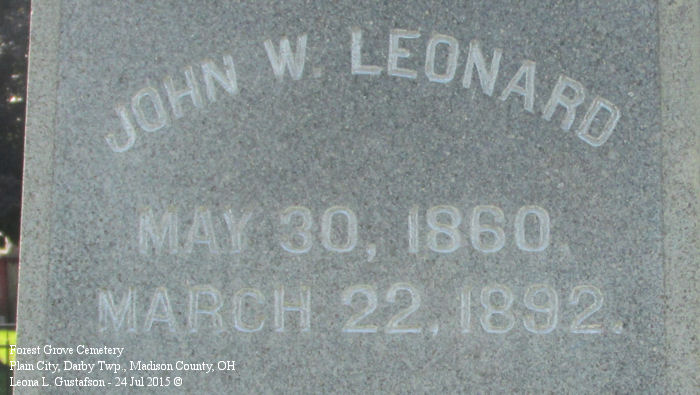 JOHN W. LEONARD
MAY 30, 1860.
MARCH 22, 1892.
Forest Grove Cemetery
Plain City, Darby Twp., Madison County, OH
Leona L. Gustafson - 24 Jul 2015 ©